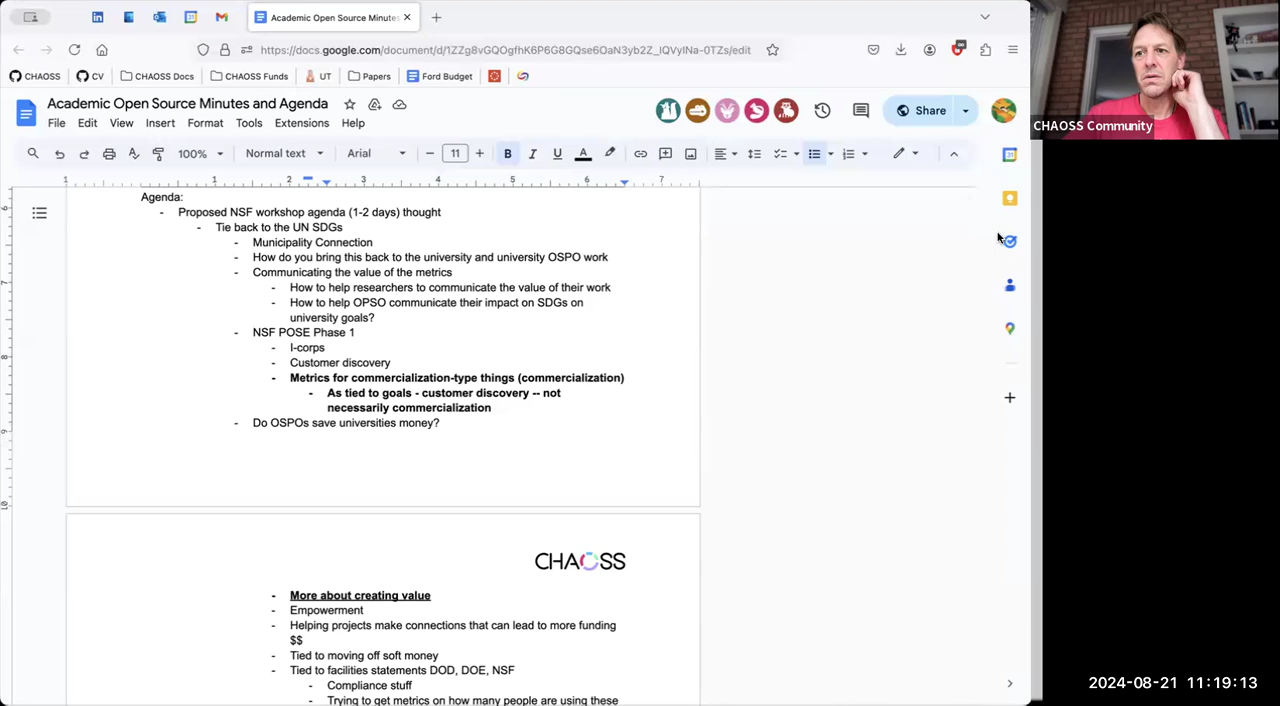 Academic Open Source Minutes
https://docs.google.com/document/d/1ZZg8vGQOgfhK6P6G8GQse6OaN3yb2Z_IQVyINa-0TZs/edit
CHAOSS CV CHAOSS Docs CHAOSS Funds UT Papers Ford Budget
Academic Open Source Minutes and Agenda
File Edit View Insert Format Tools Extensions Help
Share
100% Normal text Arial 11 B I U A
1 1 2 3 4 5 6 7
Agenda:
- Proposed NSF workshop agenda (1-2 days) thought
- Tie back to the UN SDGs
- Municipality Connection
- How do you bring this back to the university and university OSPO work
- Communicating the value of the metrics
- How to help researchers to communicate the value of their work
- How to help OPSO communicate their impact on SDGs on
university goals?
- NSF POSE Phase 1
- I-corps
- Customer discovery
- Metrics for commercialization-type things (commercialization)
- As tied to goals - customer discovery -- not
necessarily commercialization
- Do OSPOs save universities money?
CHAOSS
- More about creating value
- Empowerment
- Helping projects make connections that can lead to more funding
$$
- Tied to moving off soft money
- Tied to facilities statements DOD, DOE, NSF
- Compliance stuff
- Trying to get metrics on how many people are using these
CHAOSS Community
2024-08-21 11:19:13